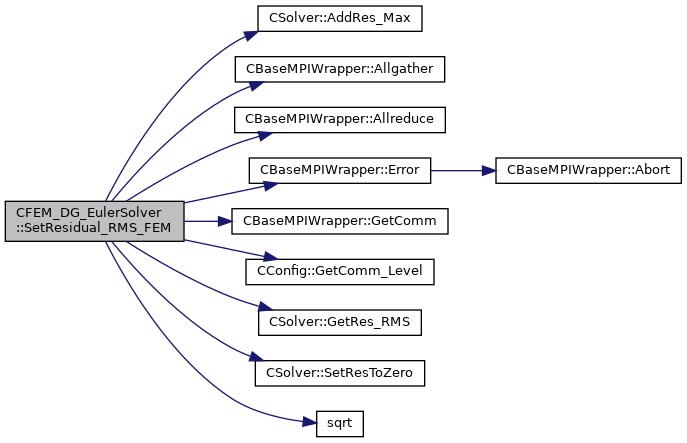 CSolver::AddRes_Max
CBaseMPIWrapper::Allgather
CBaseMPIWrapper::Allreduce
CBaseMPIWrapper::Error
CBaseMPIWrapper::Abort
CFEM_DG_EulerSolver
::SetResidual_RMS_FEM
CBaseMPIWrapper::GetComm
CConfig::GetComm_Level
CSolver::GetRes_RMS
CSolver::SetResToZero
sqrt